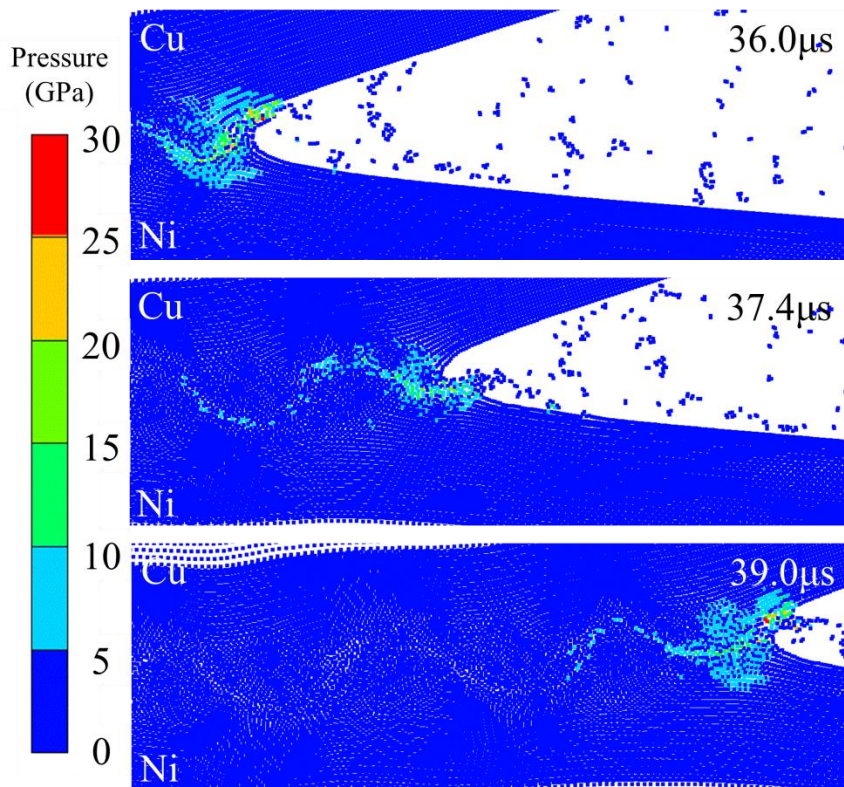 Pressure
(GPa)
30
25
20
15
10
5
0
Cu
36.0μs
Ni
Cu
37.4μs
Ni
Cu
39.0μs
Ni